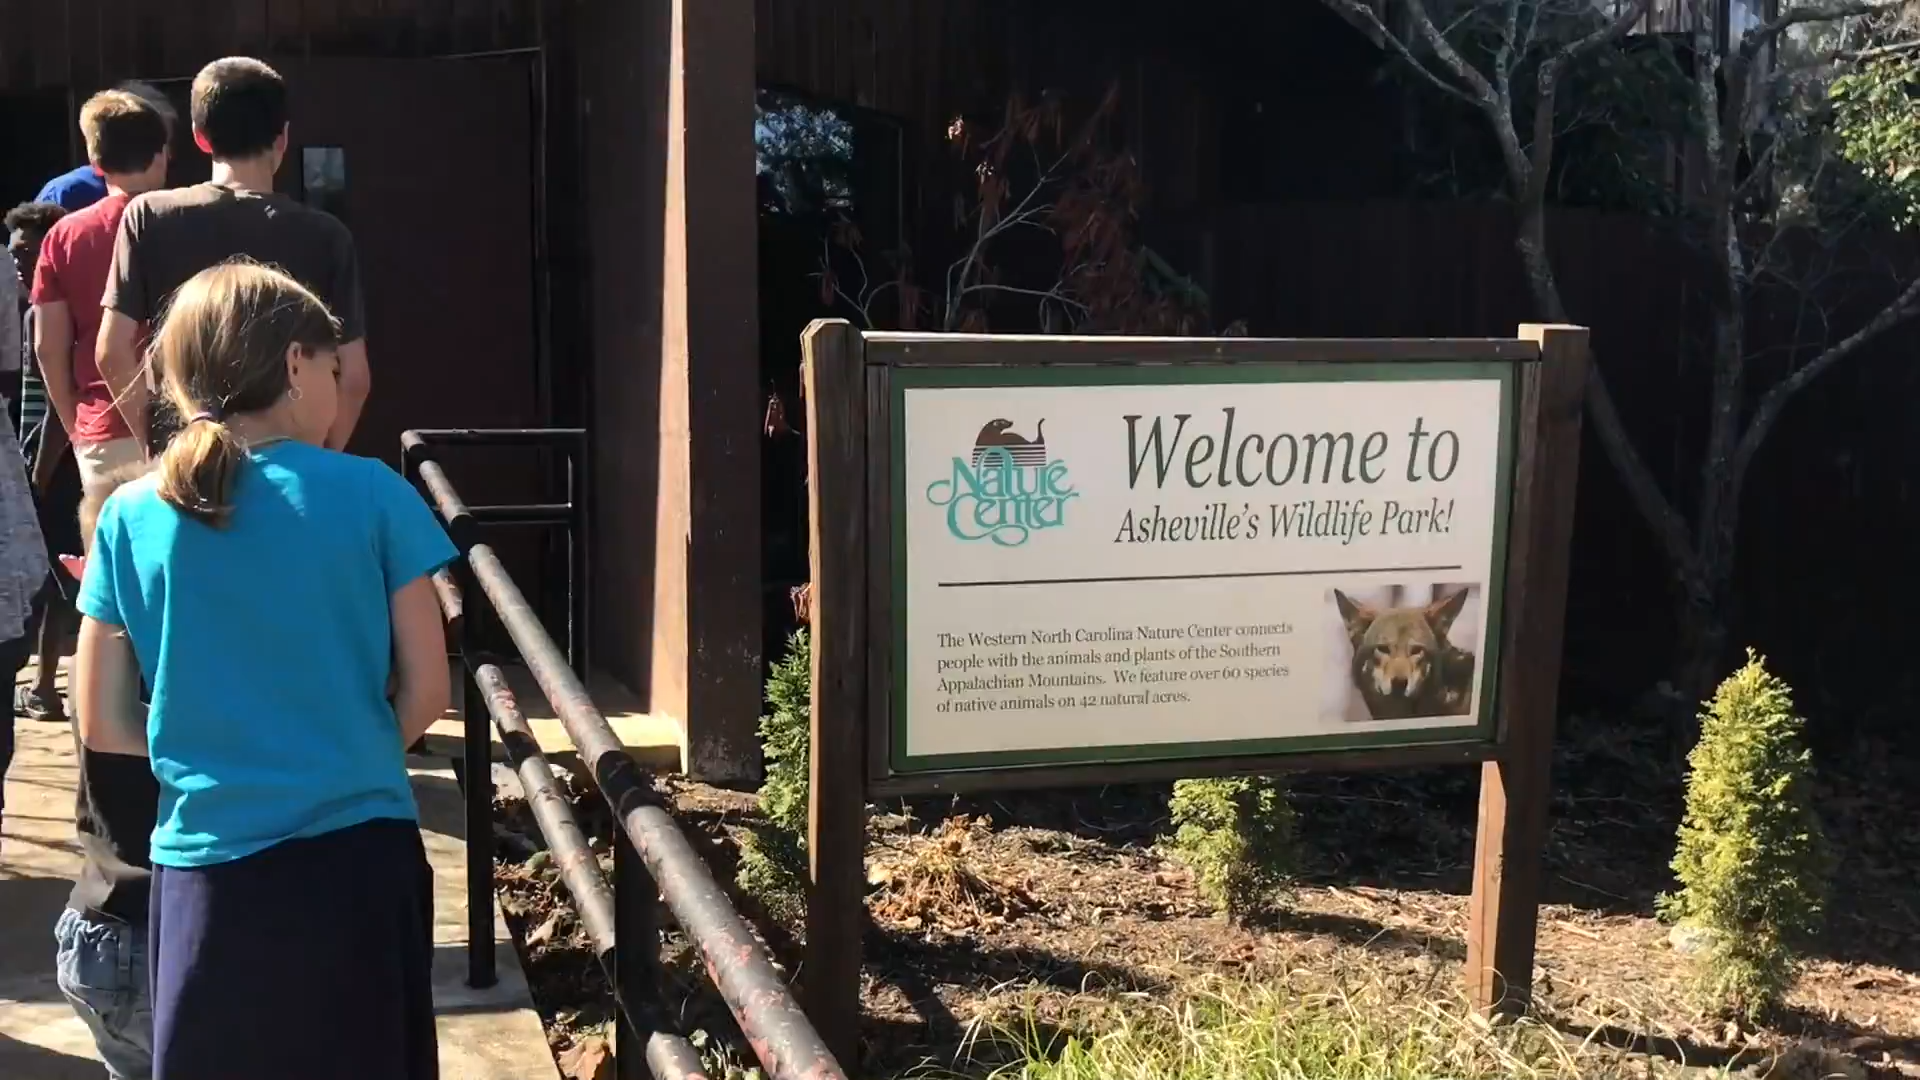 Nature
Center
Welcome to
Asheville's Wildlife Park!
The Western North Carolina Nature Center connects
people with the animals and plants of the Southern
Appalachian Mountains. We feature over 60 species
of native animals on 42 natural acres.